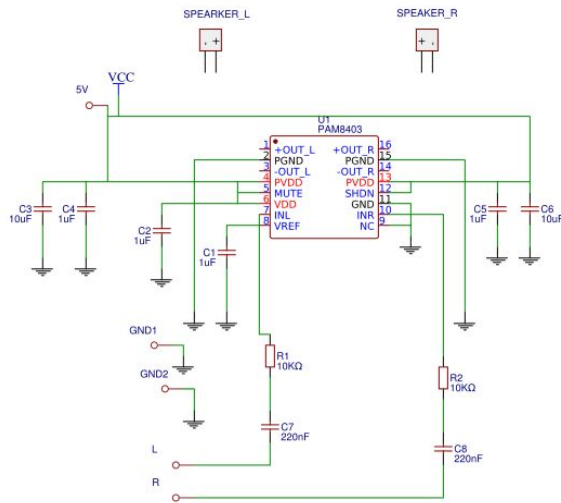 SPEARKER_L
SPEAKER_R
VCC
5V
U1
PAM8403
1 +OUT_L +OUT_R 16
2 PGND PGND 15
3 -OUT_L -OUT_R 14
4 PVDD PVDD 13
5 MUTE SHDN 12
6 VDD GND 11
7 INL INR 10
8 VREF NC 9
C3
10uF
C4
1uF
C2
1uF
C1
1uF
C5
1uF
C6
10uF
GND1
R1
10KΩ
GND2
R2
10KΩ
C7
220nF
L
C8
220nF
R